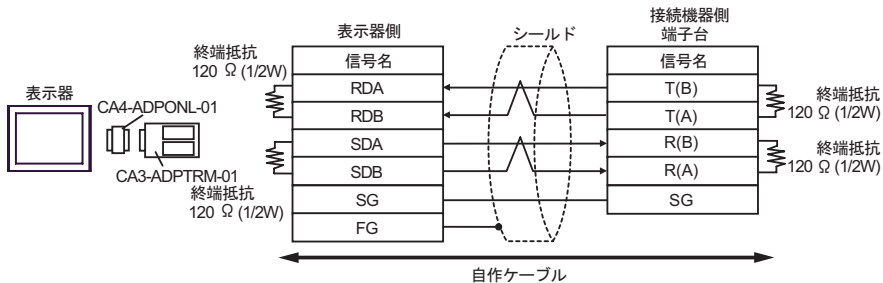 表示器
CA4-ADPONL-01
CA3-ADPTRM-01
終端抵抗
120 Ω (1/2W)
終端抵抗
120 Ω (1/2W)
表示器側
信号名
RDA
RDB
SDA
SDB
SG
FG
シールド
接続機器側
端子台
信号名
T(B)
T(A)
R(B)
R(A)
SG
終端抵抗
120 Ω (1/2W)
終端抵抗
120 Ω (1/2W)
自作ケーブル